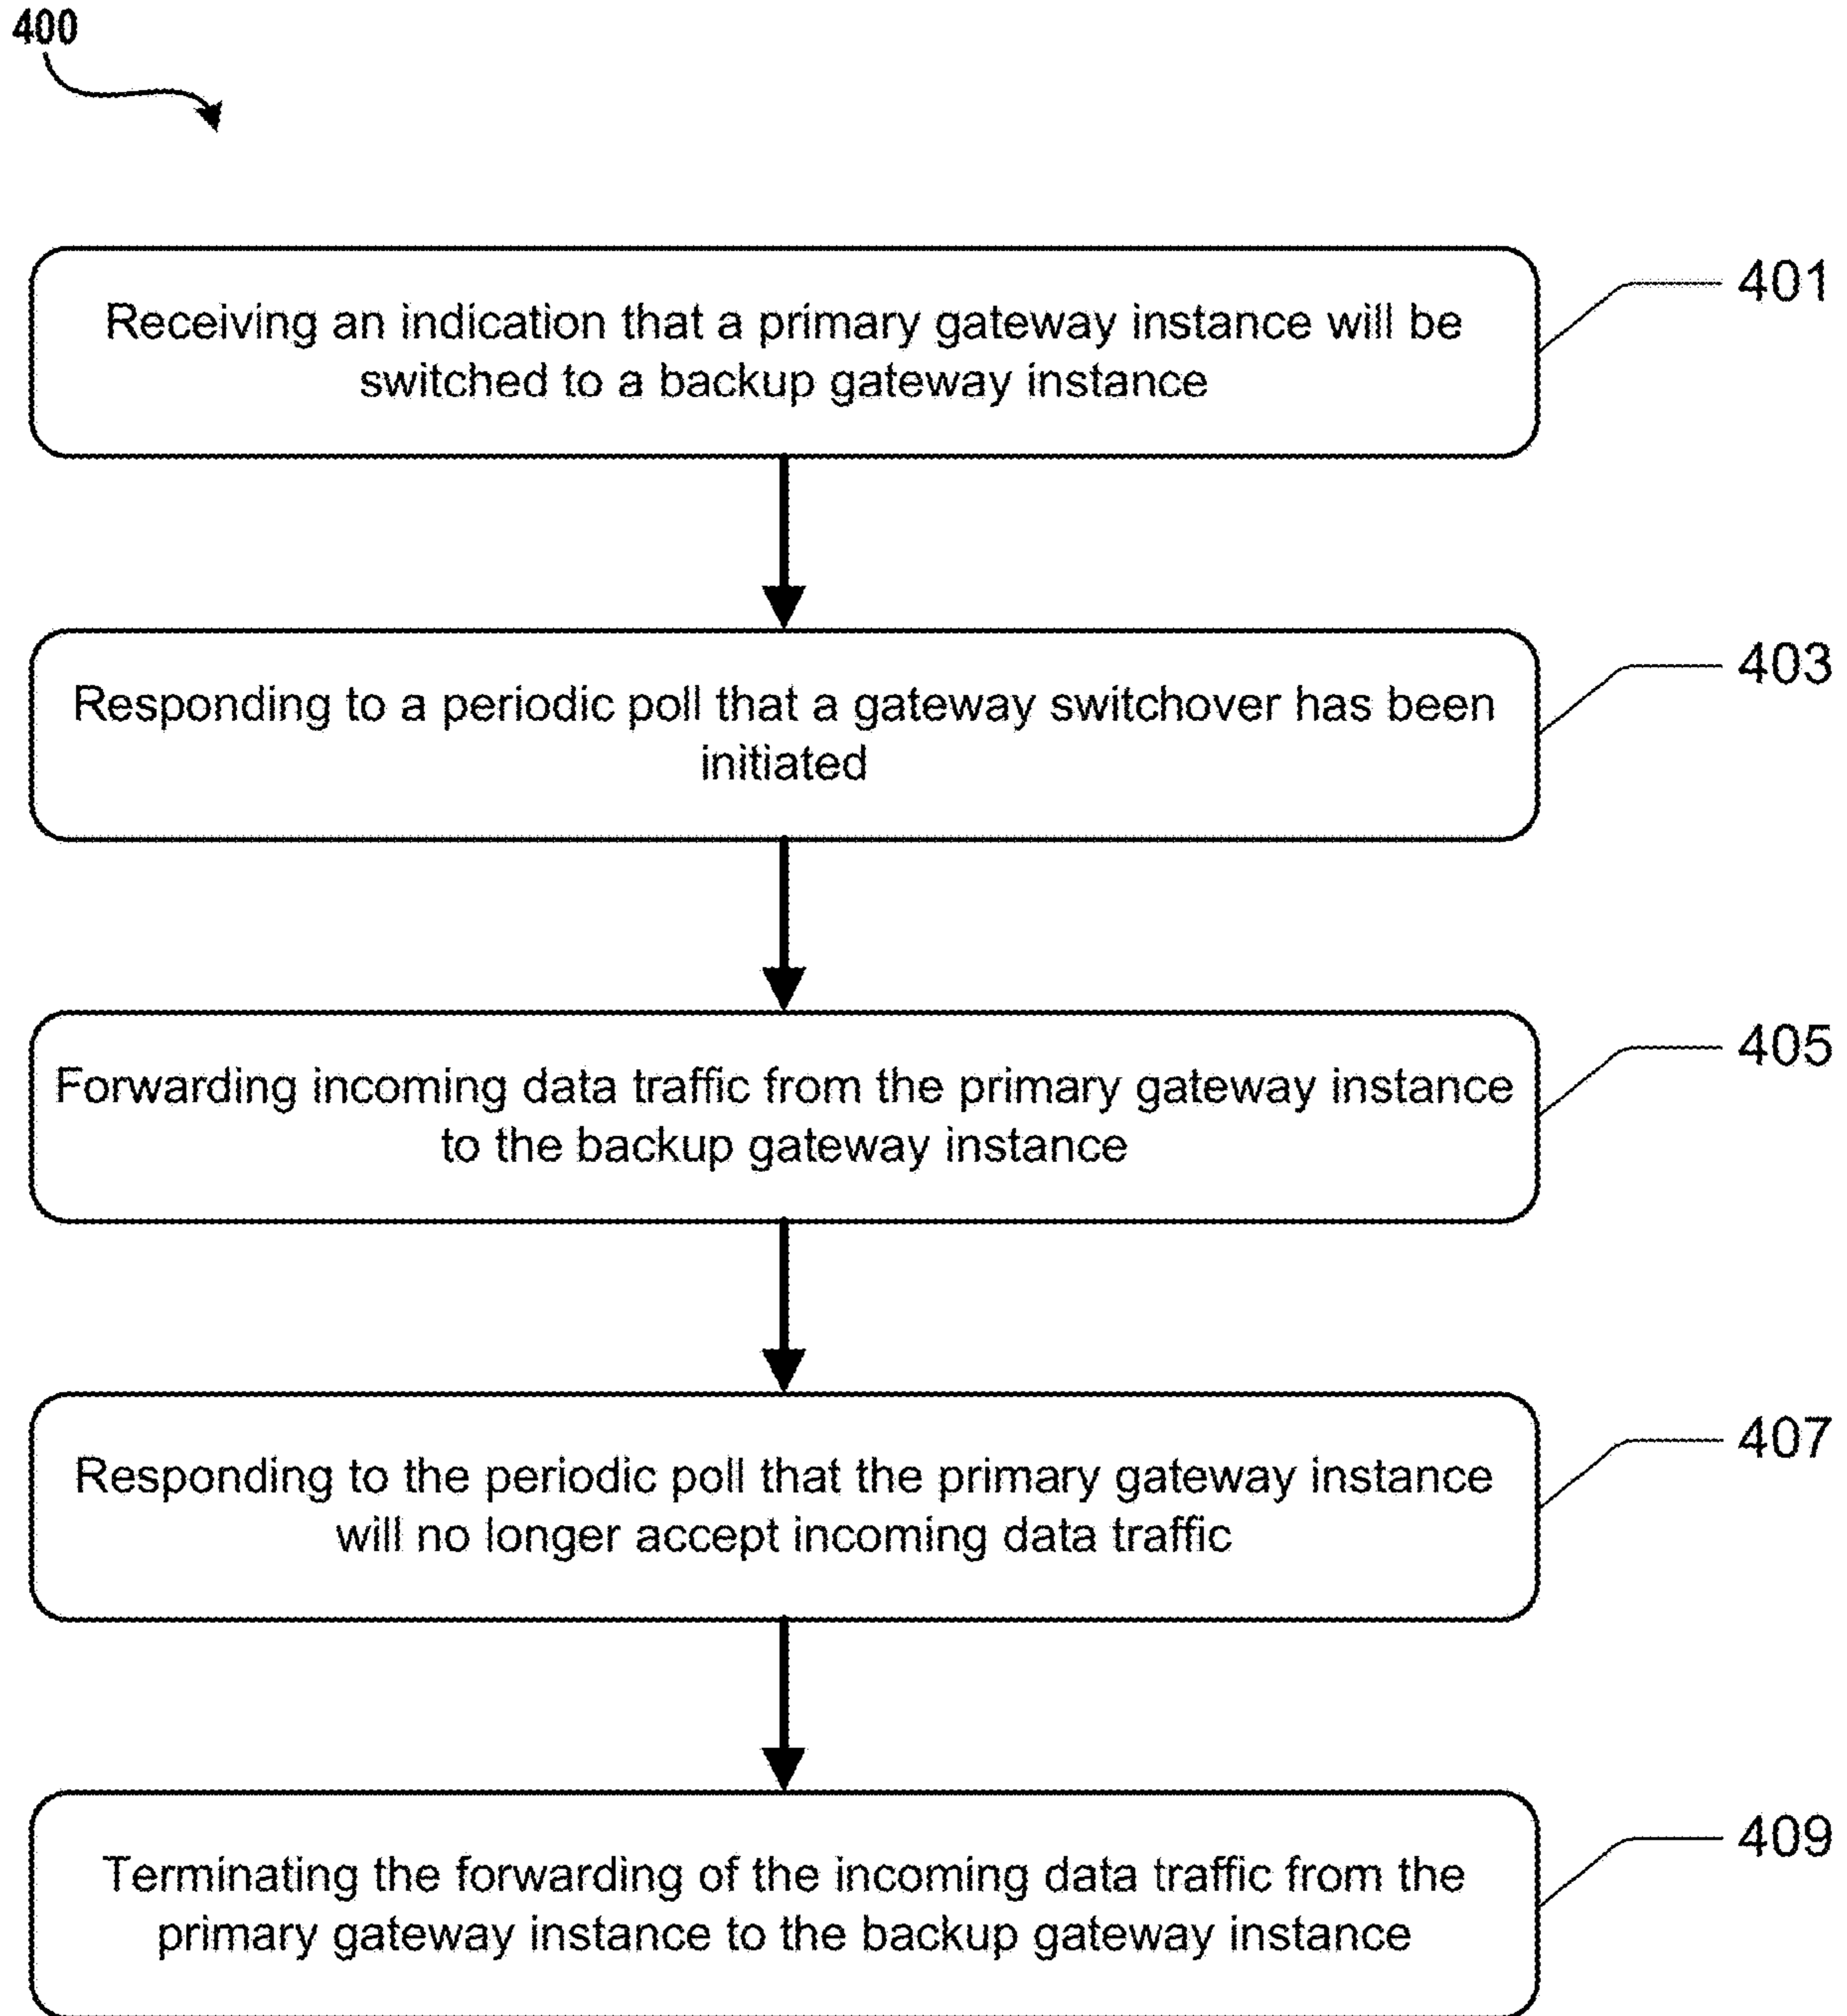 400
Receiving an indication that a primary gateway instance will be
switched to a backup gateway instance
401
Responding to a periodic poll that a gateway switchover has been
initiated
403
Forwarding incoming data traffic from the primary gateway instance
to the backup gateway instance
405
Responding to the periodic poll that the primary gateway instance
will no longer accept incoming data traffic
407
Terminating the forwarding of the incoming data traffic from the
primary gateway instance to the backup gateway instance
409